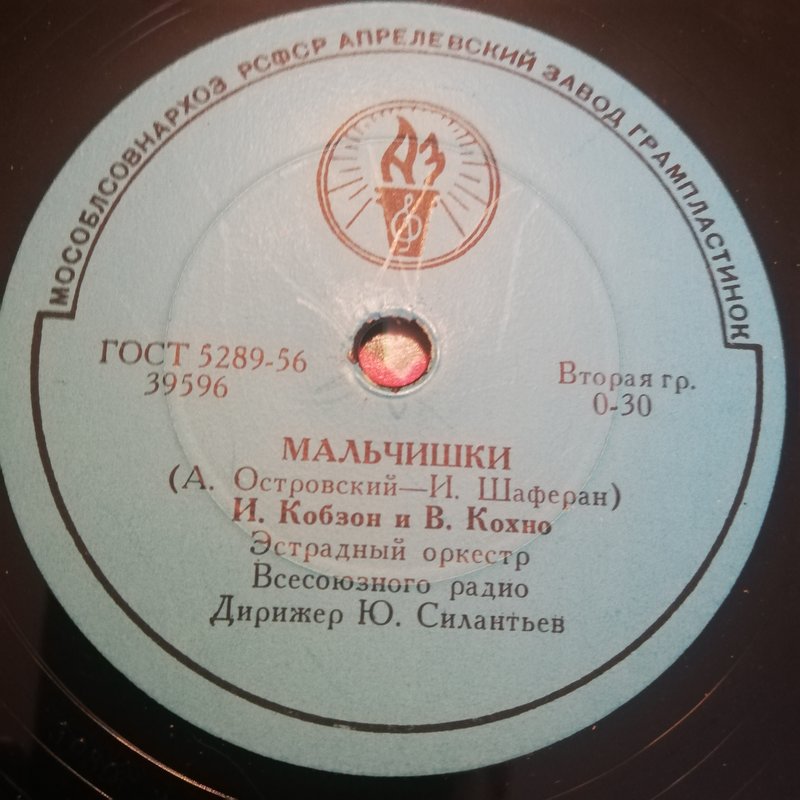 МОСОБЛСОВНАРХОЗ РСФСР АПРЕЛЕВСКИЙ ЗАВОД ГРАМПЛАСТИНОК
АЗ
ГОСТ 5289-56
39596
Вторая гр.
0-30
МАЛЬЧИШКИ
(А. Островский—И. Шаферан)
И. Кобзон и В. Кохно
Эстрадный оркестр
Всесоюзного радио
Дирижер Ю. Силантьев